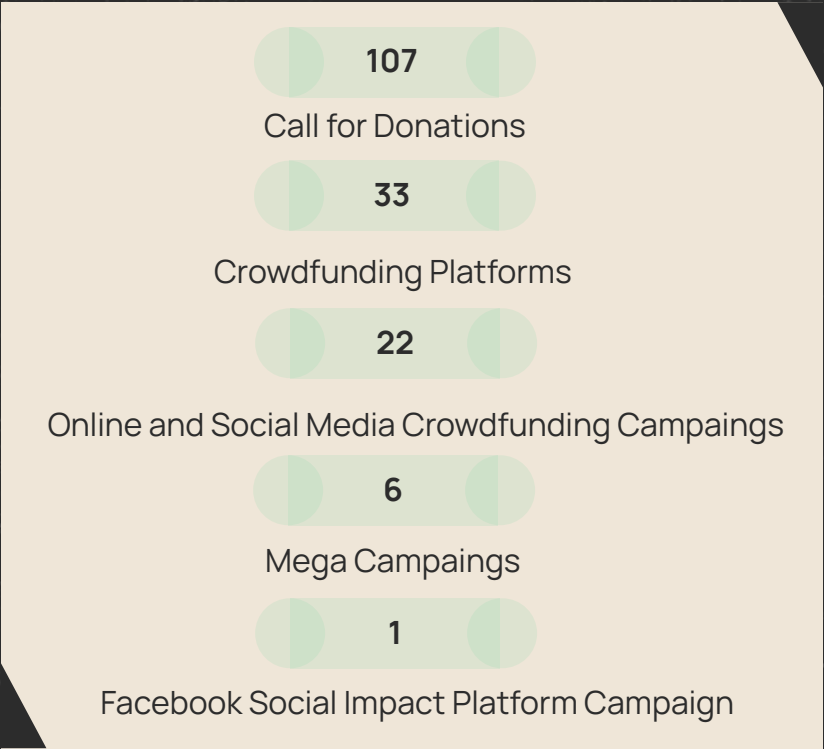 107
Call for Donations
33
Crowdfunding Platforms
22
Online and Social Media Crowdfunding Campaings
6
Mega Campaings
1
Facebook Social Impact Platform Campaign